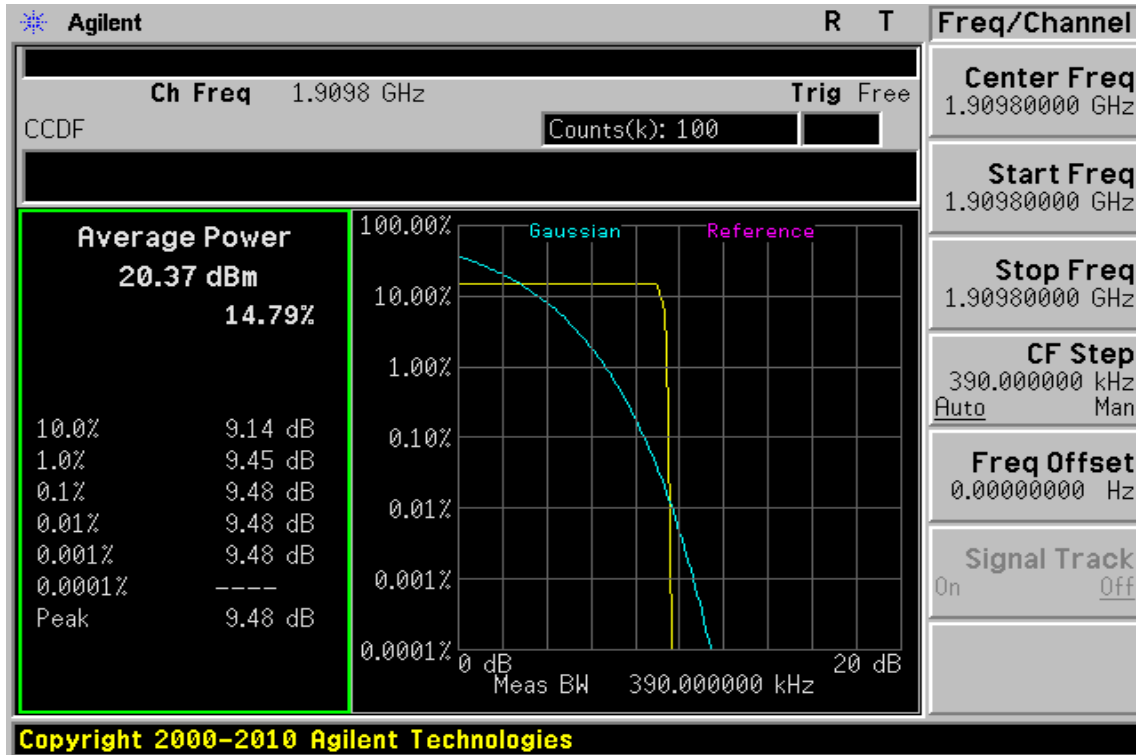 Agilent R T Freq/Channel
Ch Freq 1.9098 GHz Trig Free
CCDF Counts(k): 100
Average Power
20.37 dBm
14.79%
10.0% 9.14 dB
1.0% 9.45 dB
0.1% 9.48 dB
0.01% 9.48 dB
0.001% 9.48 dB
0.0001% ----
Peak 9.48 dB
Gaussian Reference
100.00%
10.00%
1.00%
0.10%
0.01%
0.001%
0.0001%
0 dB 20 dB
Meas BW 390.000000 kHz
Center Freq
1.90980000 GHz
Start Freq
1.90980000 GHz
Stop Freq
1.90980000 GHz
CF Step
390.000000 kHz
Auto Man
Freq Offset
0.00000000 Hz
Signal Track
On Off
Copyright 2000-2010 Agilent Technologies